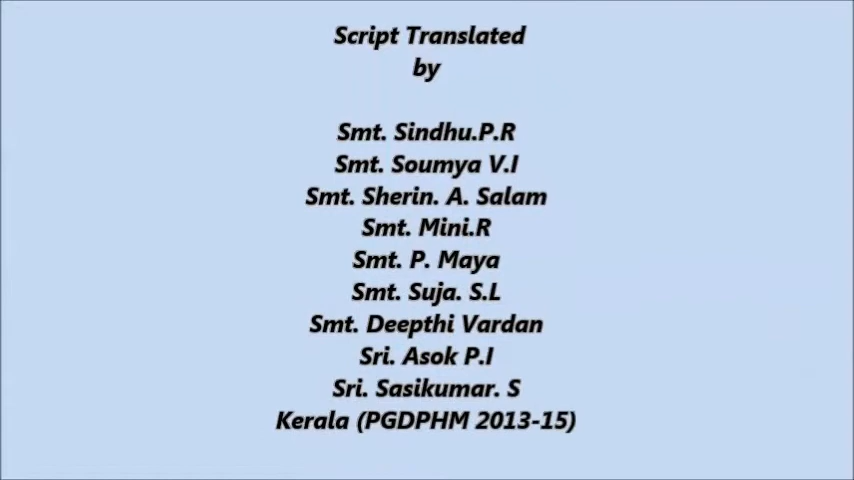 Script Translated
by
Smt. Sindhu.P.R
Smt. Soumya V.I
Smt. Sherin. A. Salam
Smt. Mini.R
Smt. P. Maya
Smt. Suja. S.L
Smt. Deepthi Vardan
Sri. Asok P.I
Sri. Sasikumar. S
Kerala (PGDPHM 2013-15)